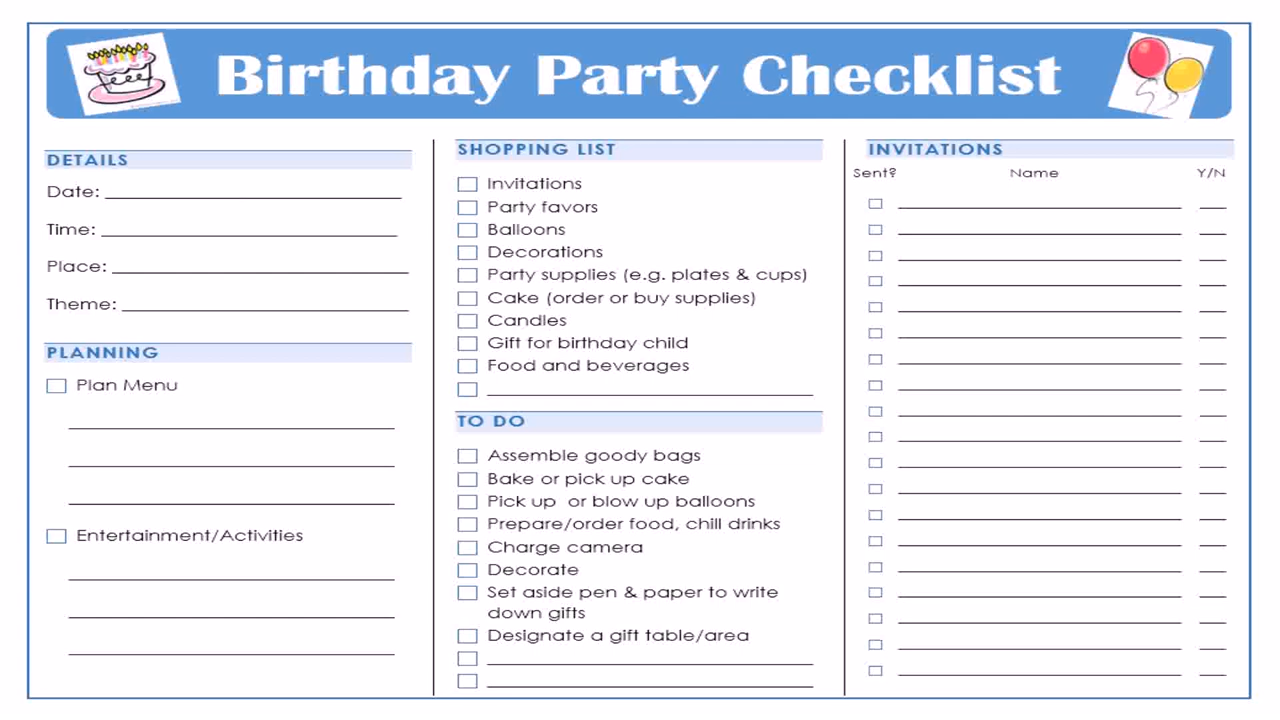 Birthday Party Checklist
DETAILS
Date:
Time:
Place:
Theme:
PLANNING
Plan Menu
Entertainment/Activities
SHOPPING LIST
Invitations
Party favors
Balloons
Decorations
Party supplies (e.g. plates & cups)
Cake (order or buy supplies)
Candles
Gift for birthday child
Food and beverages
TO DO
Assemble goody bags
Bake or pick up cake
Pick up or blow up balloons
Prepare/order food, chill drinks
Charge camera
Decorate
Set aside pen & paper to write
down gifts
Designate a gift table/area
INVITATIONS
Sent? Name Y/N